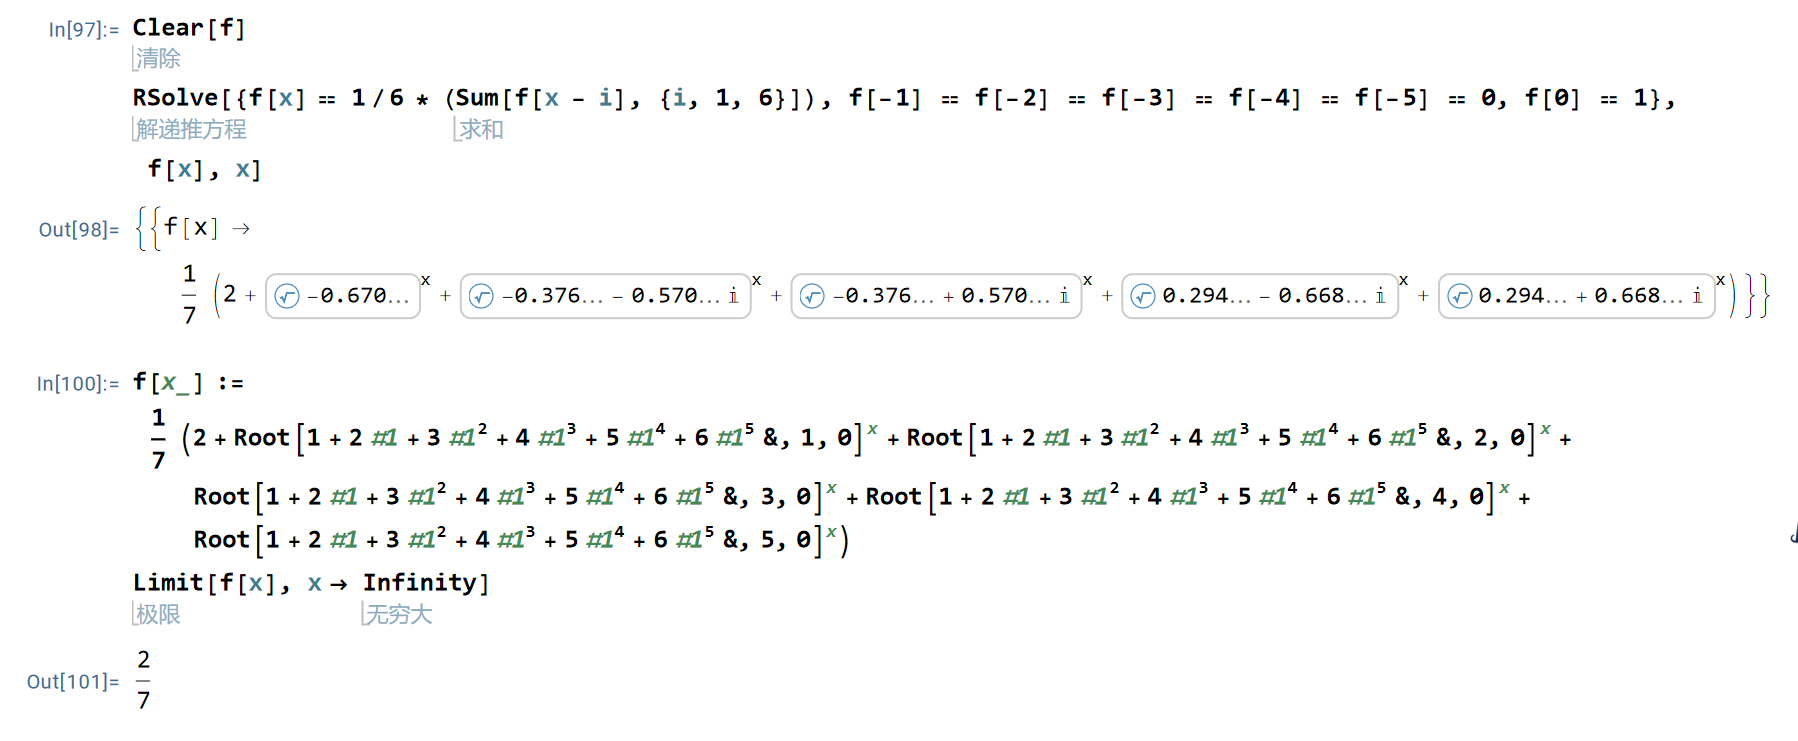 In[97]:= Clear[f]
清除
RSolve[{f[x] == 1/6 * (Sum[f[x - i], {i, 1, 6}]), f[-1] == f[-2] == f[-3] == f[-4] == f[-5] == 0, f[0] == 1},
解递推方程 求和
f[x], x]
Out[98]= {{f[x] →
1/7 (2 + √ -0.670...^x + √ -0.376... - 0.570... i^x + √ -0.376... + 0.570... i^x + √ 0.294... - 0.668... i^x + √ 0.294... + 0.668... i^x)}}
In[100]:= f[x_] :=
1/7 (2 + Root[1 + 2 #1 + 3 #1^2 + 4 #1^3 + 5 #1^4 + 6 #1^5 &, 1, 0]^x + Root[1 + 2 #1 + 3 #1^2 + 4 #1^3 + 5 #1^4 + 6 #1^5 &, 2, 0]^x +
Root[1 + 2 #1 + 3 #1^2 + 4 #1^3 + 5 #1^4 + 6 #1^5 &, 3, 0]^x + Root[1 + 2 #1 + 3 #1^2 + 4 #1^3 + 5 #1^4 + 6 #1^5 &, 4, 0]^x +
Root[1 + 2 #1 + 3 #1^2 + 4 #1^3 + 5 #1^4 + 6 #1^5 &, 5, 0]^x)
Limit[f[x], x → Infinity]
极限 无穷大
Out[101]= 2/7